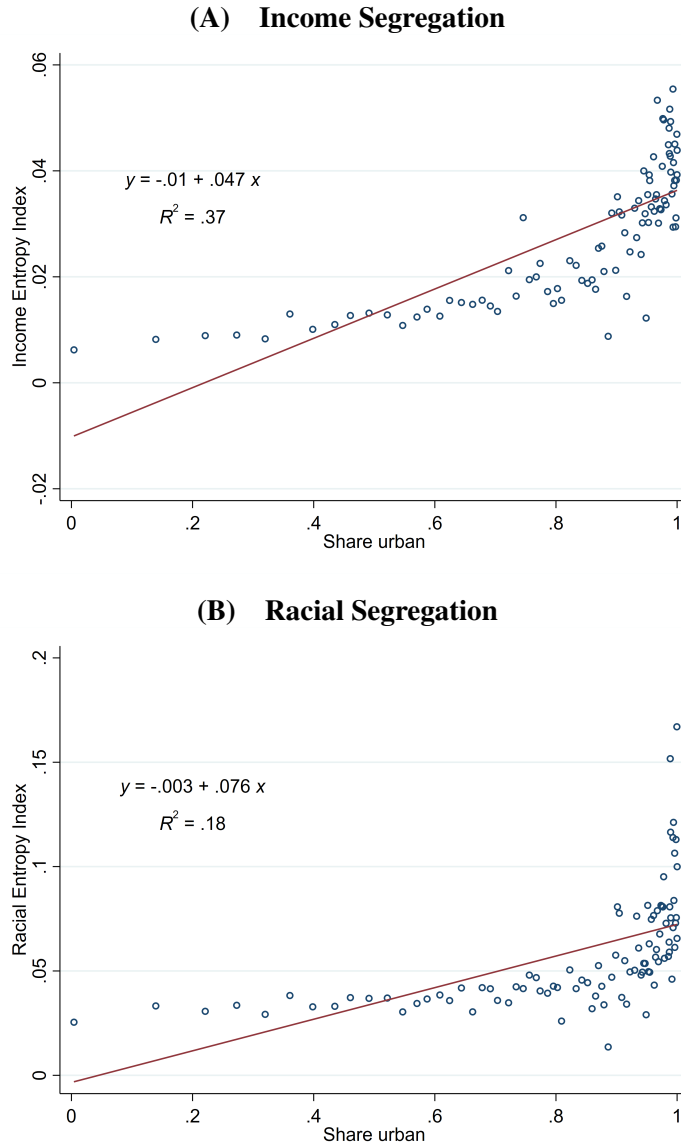 (A) Income Segregation
.06
.04
.02
0
-.02
Income Entropy Index
y = -.01 + .047 x
R² = .37
0 .2 .4 .6 .8 1
Share urban
(B) Racial Segregation
.2
.15
.1
.05
0
Racial Entropy Index
y = -.003 + .076 x
R² = .18
0 .2 .4 .6 .8 1
Share urban